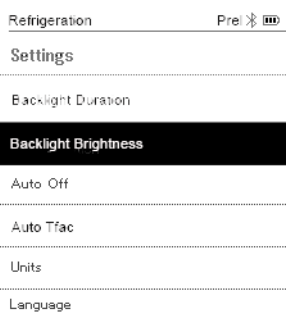 Refrigeration Prel
Settings
Backlight Duration
Backlight Brightness
Auto Off
Auto Tfac
Units
Language